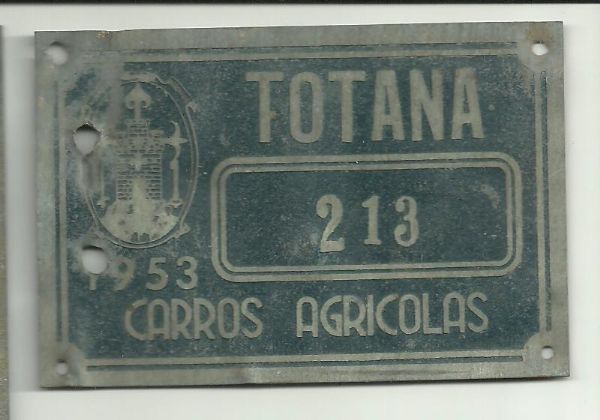 TOTANA
213
1953
CARROS AGRICOLAS